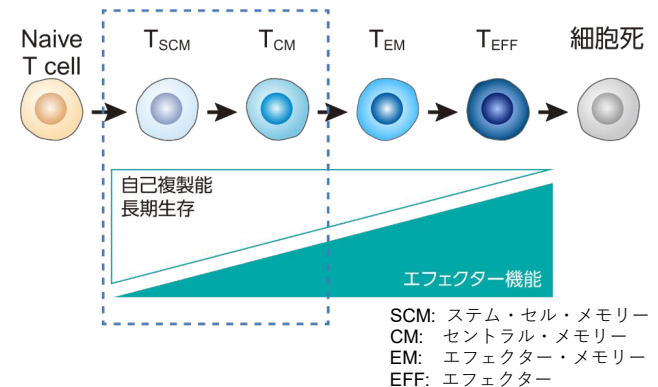 Naive
T cell
TSCM
TCM
TEM
TEFF
細胞死
自己複製能
長期生存
エフェクター機能
SCM: ステム・セル・メモリー
CM: セントラル・メモリー
EM: エフェクター・メモリー
EFF: エフェクター